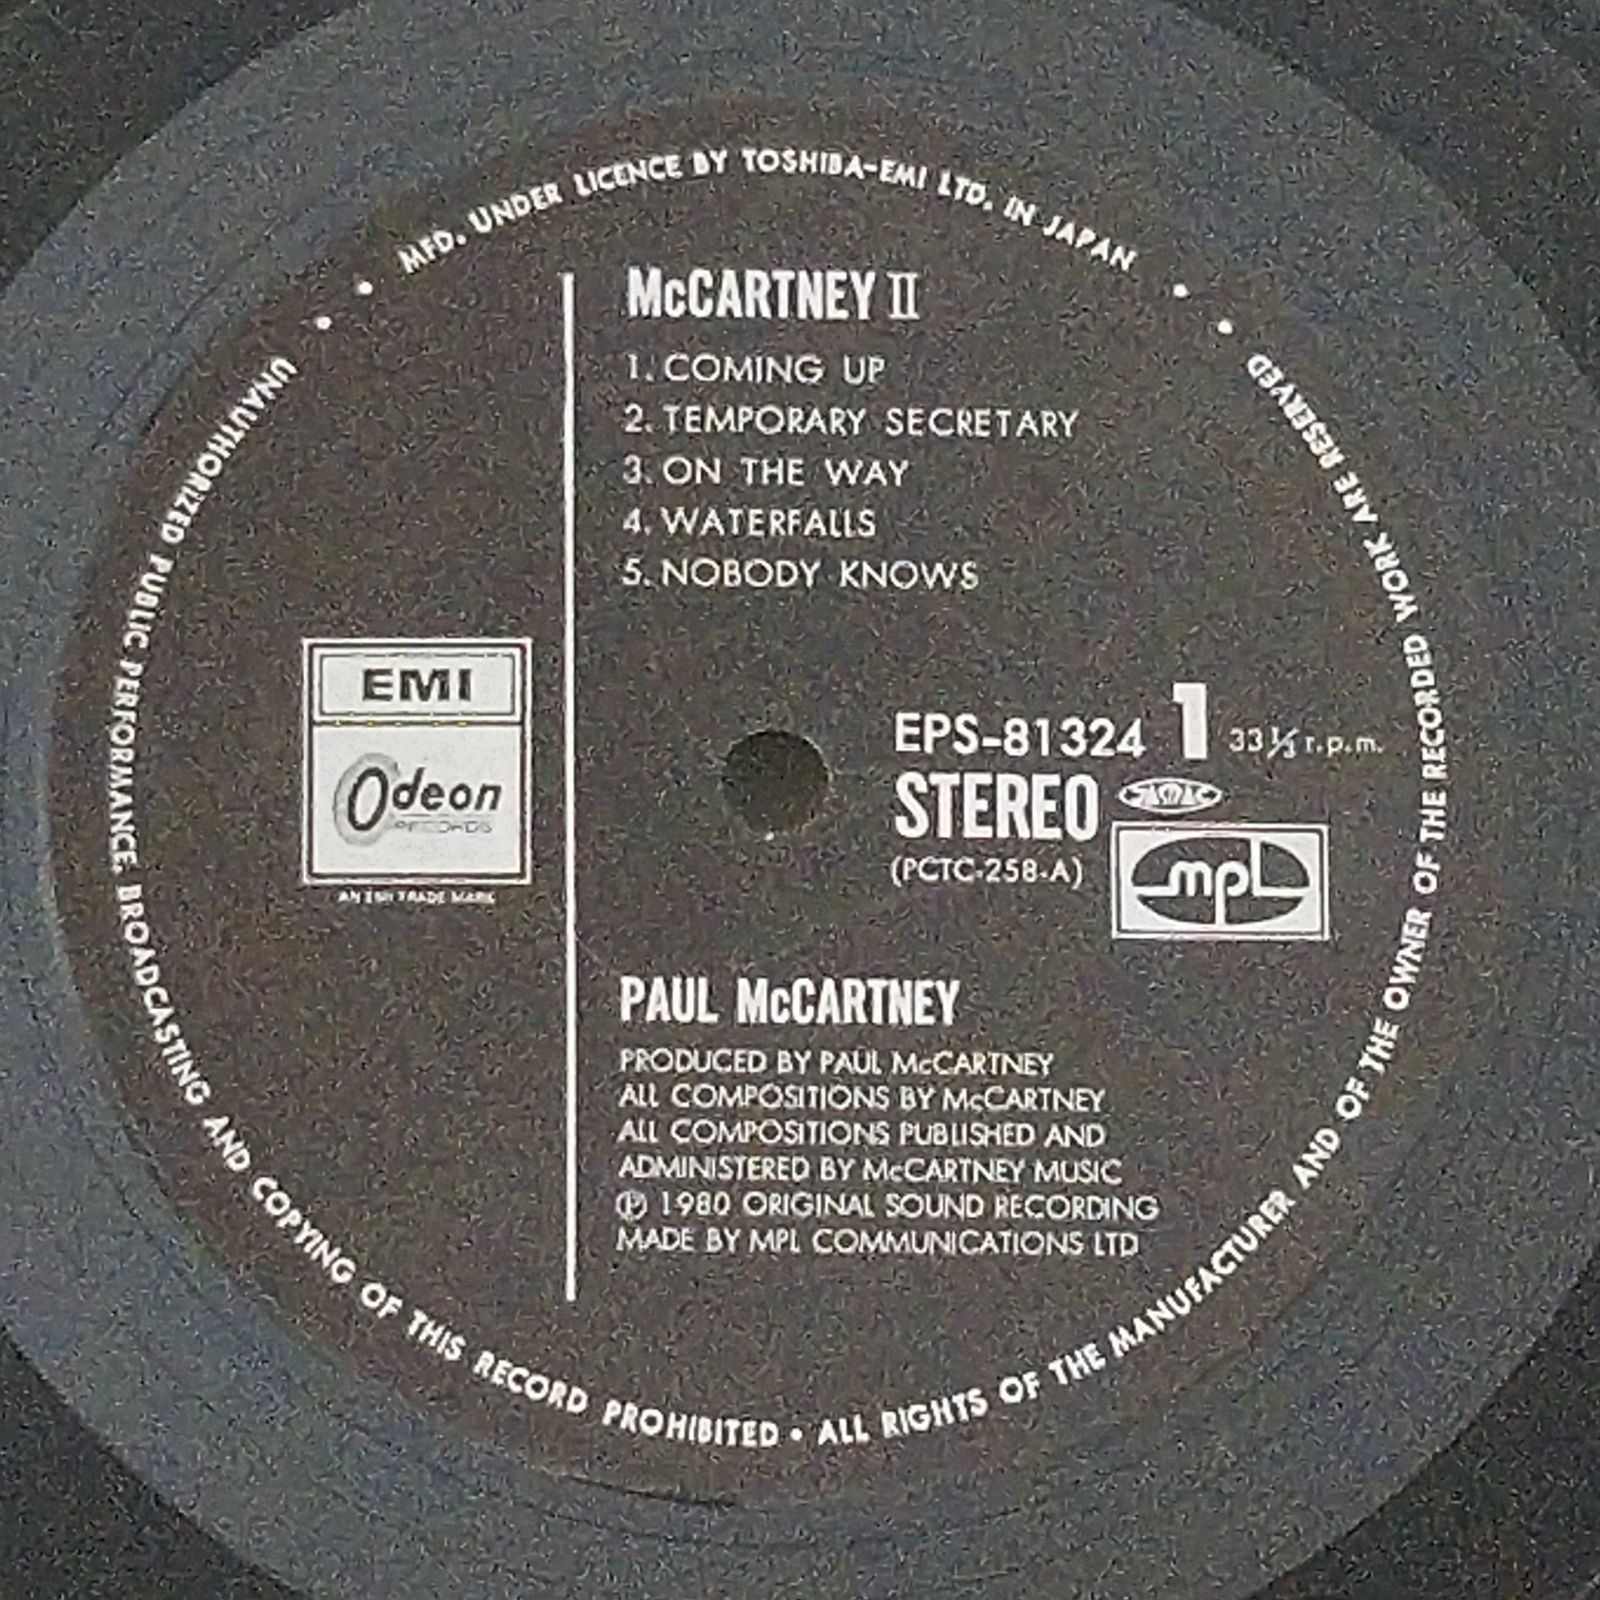 MFD. UNDER LICENCE BY TOSHIBA-EMI LTD. IN JAPAN
McCARTNEY II
1. COMING UP
2. TEMPORARY SECRETARY
3. ON THE WAY
4. WATERFALLS
5. NOBODY KNOWS
EMI
Odeon
RECORDS
AN EMI TRADE MARK
EPS-81324 1 33⅓ r.p.m.
STEREO JASRAC
(PCTC-258-A)
mpl
PAUL McCARTNEY
PRODUCED BY PAUL McCARTNEY
ALL COMPOSITIONS BY McCARTNEY
ALL COMPOSITIONS PUBLISHED AND
ADMINISTERED BY McCARTNEY MUSIC
Ⓟ 1980 ORIGINAL SOUND RECORDING
MADE BY MPL COMMUNICATIONS LTD
UNAUTHORIZED PUBLIC PERFORMANCE, BROADCASTING AND COPYING OF THIS RECORD PROHIBITED • ALL RIGHTS OF THE MANUFACTURER AND OF THE OWNER OF THE RECORDED WORK ARE RESERVED